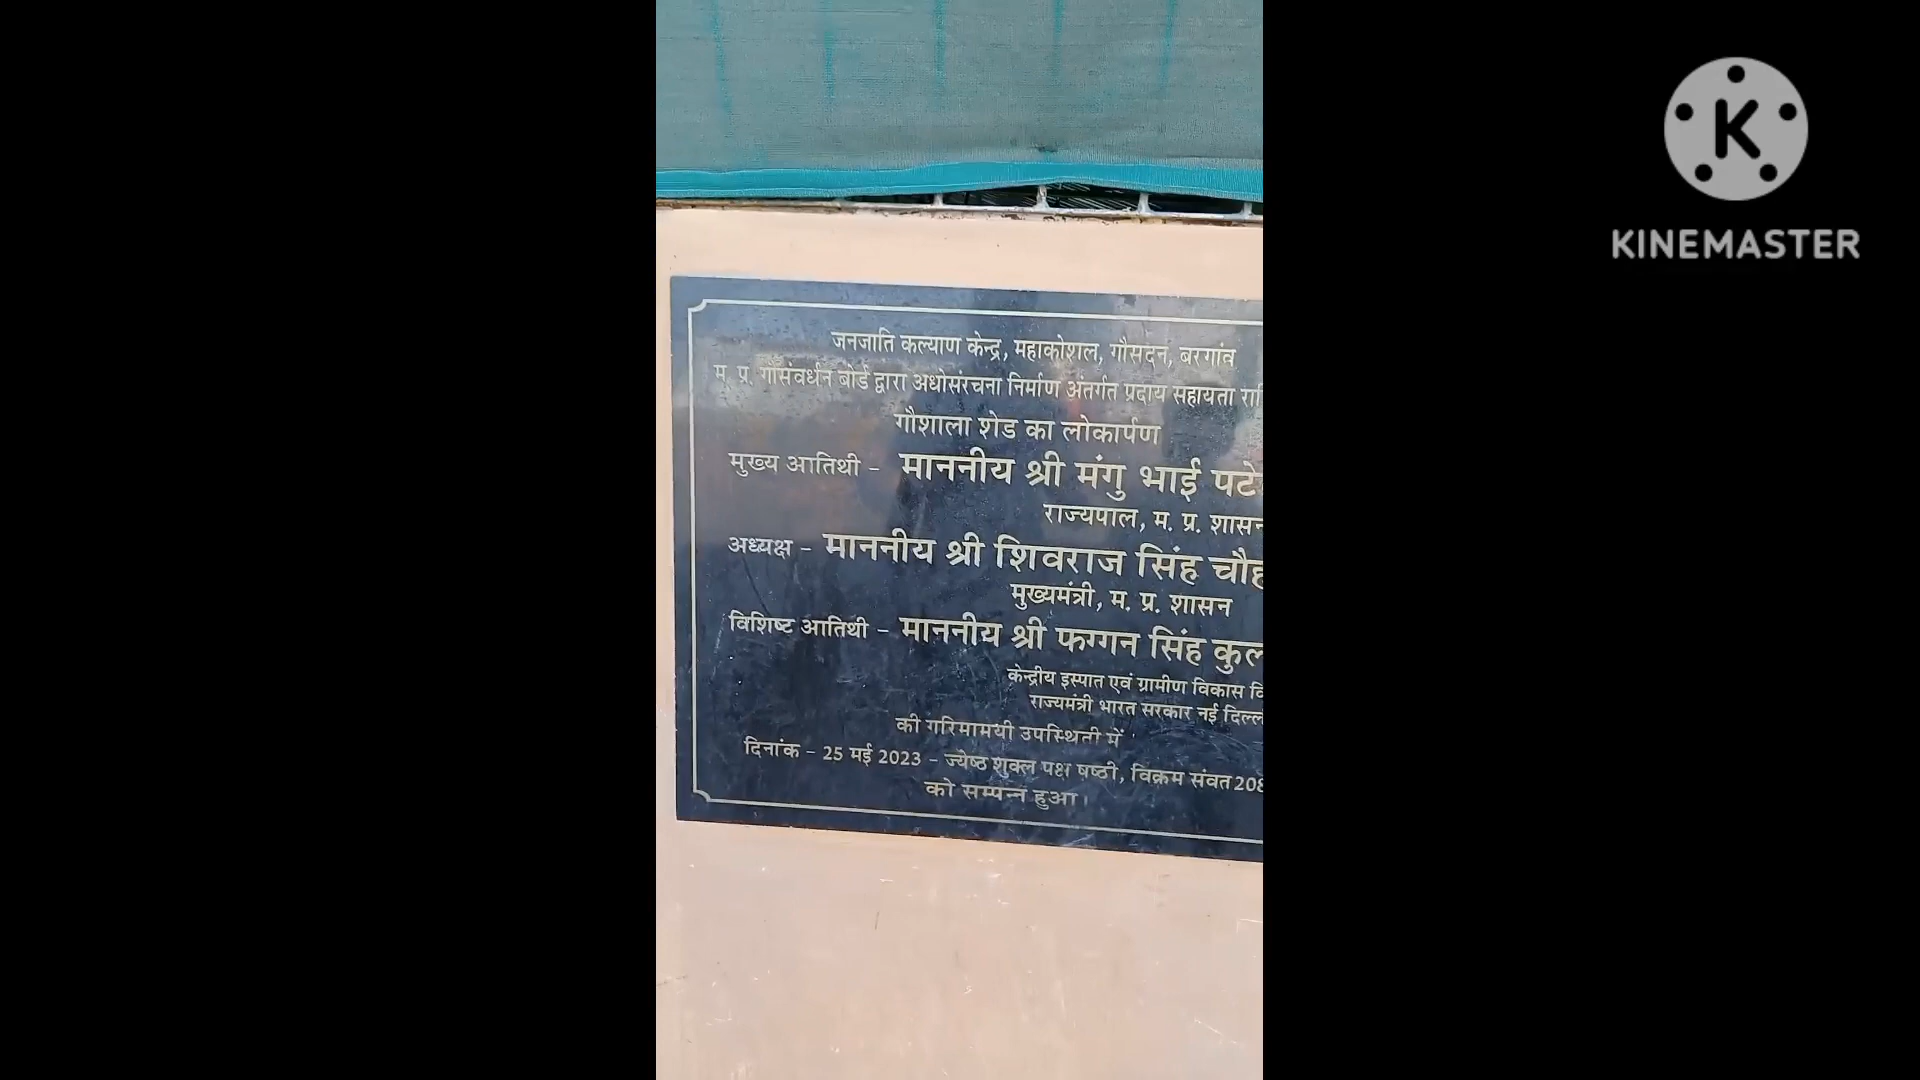 जनजाति कल्याण केन्द्र, महाकोशल, गौसदन, बरगांव
म. प्र. गौसंवर्धन बोर्ड द्वारा अधोसंरचना निर्माण अंतर्गत प्रदाय सहायता
गौशाला शेड का लोकार्पण
मुख्य आतिथी - माननीय श्री मंगु भाई
राज्यपाल, म. प्र. शासन
अध्यक्ष - माननीय श्री शिवराज सिंह
मुख्यमंत्री, म. प्र. शासन
विशिष्ट आतिथी - माननीय श्री फग्गन सिंह
केन्द्रीय इस्पात एवं ग्रामीण विकास
राज्यमंत्री भारत सरकार नई
की गरिमामयी उपस्थिती में
दिनांक - 25 मई 2023 - ज्येष्ठ शुक्ल पक्ष षष्ठी, विक्रम संवत
को सम्पन्न हुआ।
KINEMASTER